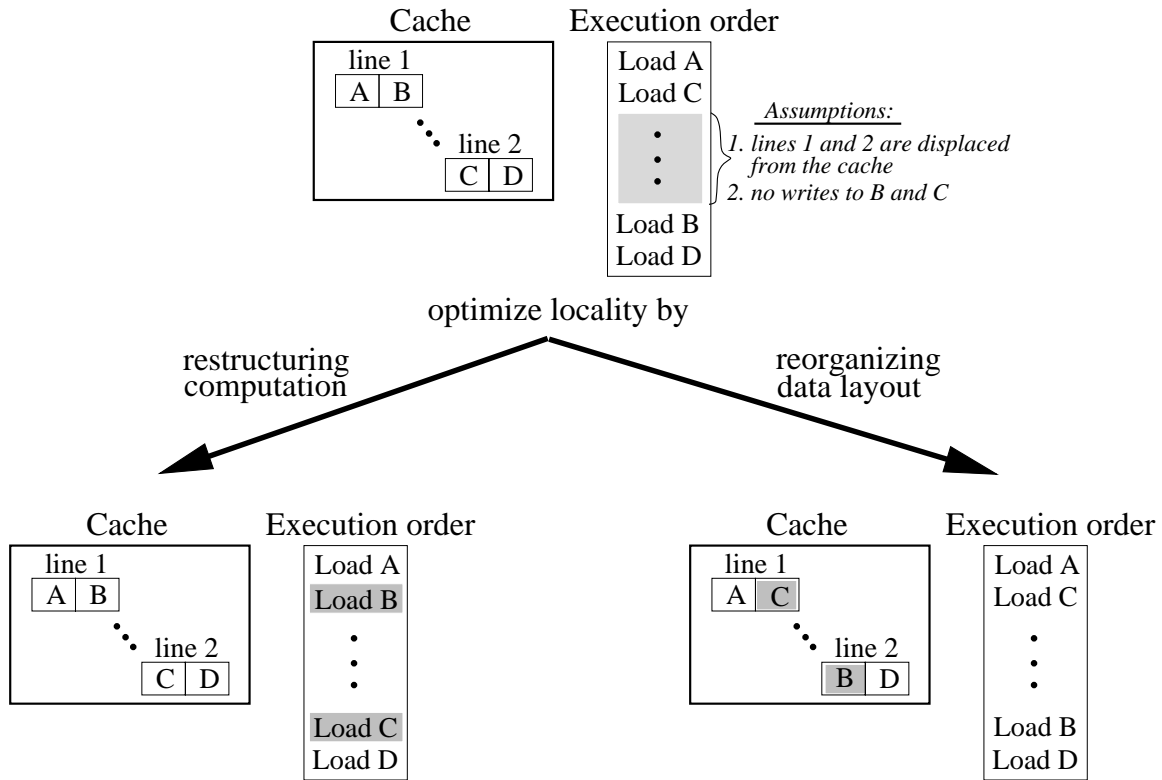 Cache
Execution order
line 1
A B
line 2
C D
Load A
Load C
Load B
Load D
Assumptions:
1. lines 1 and 2 are displaced
from the cache
2. no writes to B and C
optimize locality by
restructuring
computation
reorganizing
data layout
Cache
Execution order
line 1
A B
line 2
C D
Load A
Load B
Load C
Load D
Cache
Execution order
line 1
A C
line 2
B D
Load A
Load C
Load B
Load D